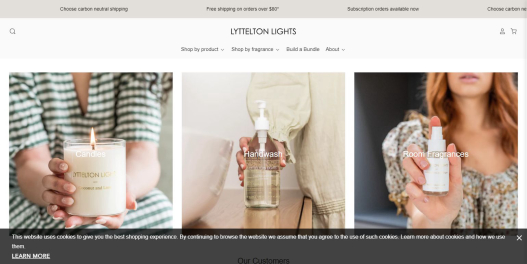 Choose carbon neutral shipping
Free shipping on orders over $80*
Subscription orders available now
Choose carbon ne
LYTTELTON LIGHTS
Shop by product
Shop by fragrance
Build a Bundle
About
Candles
Handwash
Room Fragrances
This website uses cookies to give you the best shopping experience. By continuing to browse the website we assume that you agree to the use of such cookies. Learn more about cookies and how we use
them
LEARN MORE
Our Customers